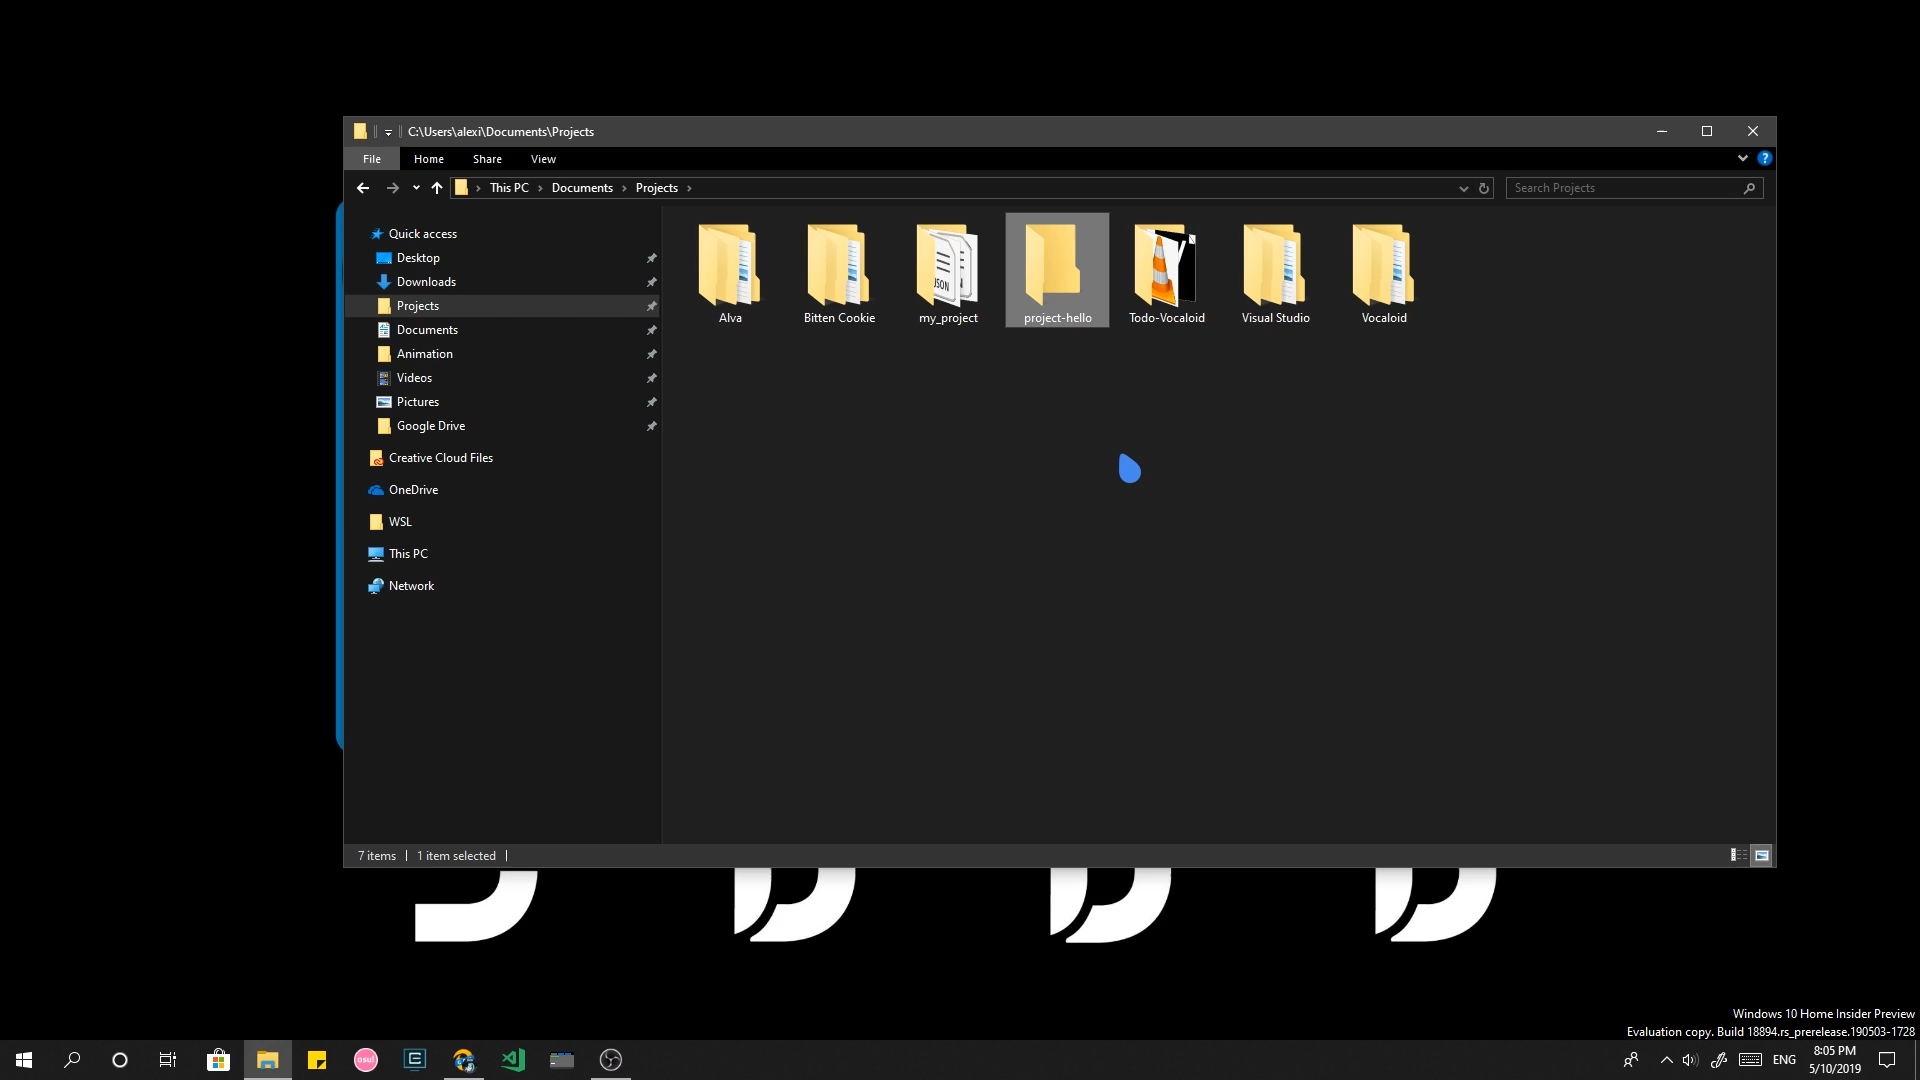 C:\Users\alexi\Documents\Projects
File Home Share View
This PC Documents Projects
Search Projects
Quick access
Desktop
Downloads
Projects
Documents
Animation
Videos
Pictures
Google Drive
Creative Cloud Files
OneDrive
WSL
This PC
Network
JSON
Alva Bitten Cookie my_project project-hello Todo-Vocaloid Visual Studio Vocaloid
7 items 1 item selected
Windows 10 Home Insider Preview
Evaluation copy. Build 18894.rs_prerelease.190503-1728
osu!
ENG
8:05 PM
5/10/2019